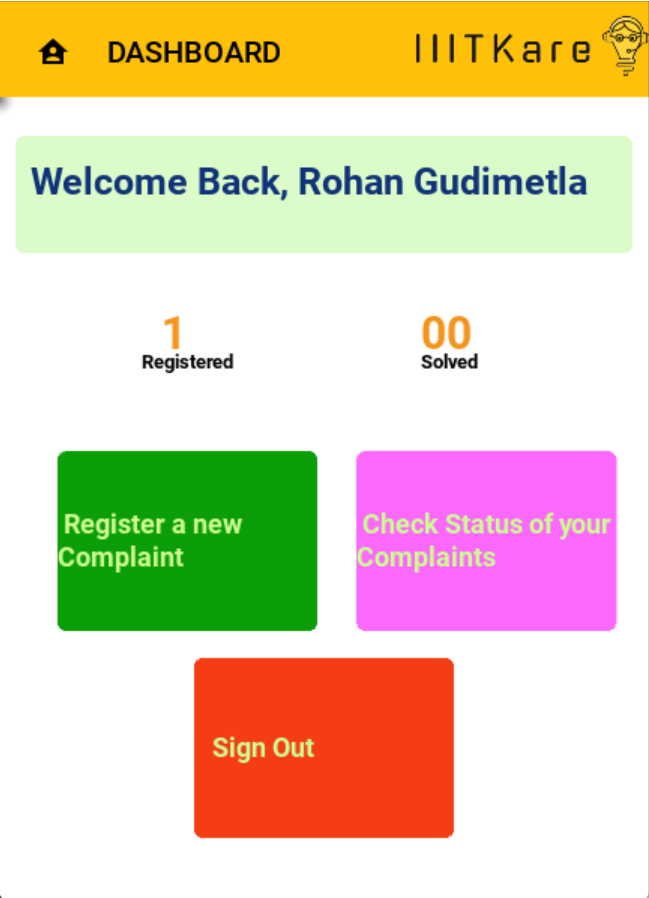 DASHBOARD
IIITKare
Welcome Back, Rohan Gudimetla
1
Registered
00
Solved
Register a new
Complaint
Check Status of your
Complaints
Sign Out